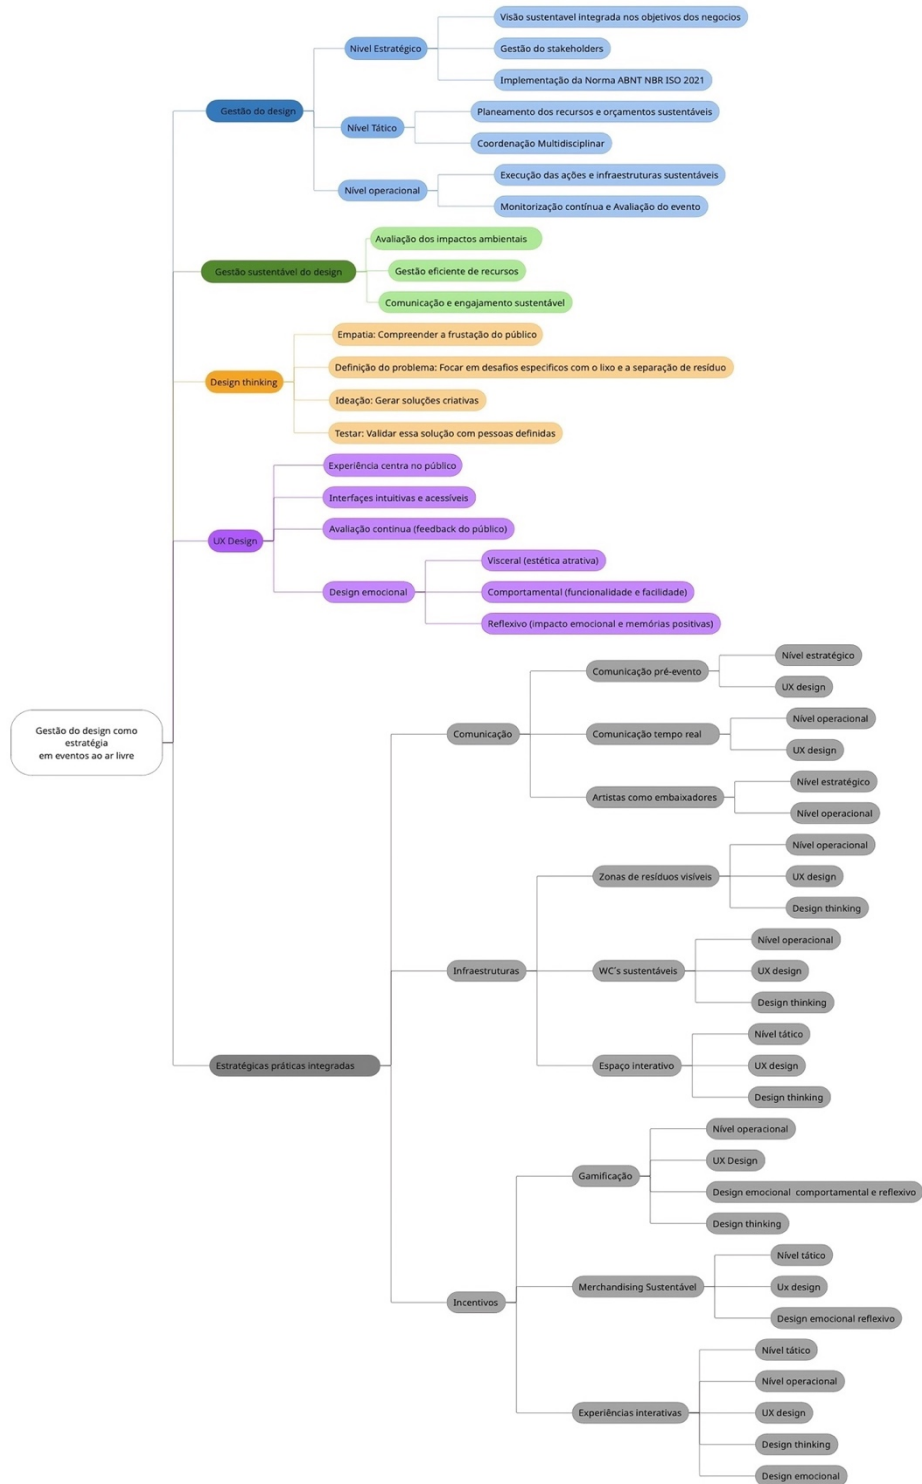 Visão sustentavel integrada nos objetivos dos negocios
Nivel Estratégico
Gestão do stakeholders
Implementação da Norma ABNT NBR ISO 2021
Gestão do design
Planeamento dos recursos e orçamentos sustentáveis
Nível Tático
Coordenação Multidisciplinar
Execução das ações e infraestruturas sustentáveis
Nível operacional
Monitorização contínua e Avaliação do evento
Avaliação dos impactos ambientais
Gestão sustentável do design
Gestão eficiente de recursos
Comunicação e engajamento sustentável
Empatia: Compreender a frustação do público
Definição do problema: Focar em desafios especificos com o lixo e a separação de resíduo
Design thinking
Ideação: Gerar soluções criativas
Testar: Validar essa solução com pessoas definidas
Experiência centra no público
Interfaçes intuitivas e acessíveis
Avaliação continua (feedback do público)
UX Design
Visceral (estética atrativa)
Design emocional
Comportamental (funcionalidade e facilidade)
Reflexivo (impacto emocional e memórias positivas)
Gestão do design como
estratégia
em eventos ao ar livre
Nível estratégico
Comunicação pré-evento
UX design
Comunicação
Nível operacional
Comunicação tempo real
UX design
Nível estratégico
Artistas como embaixadores
Nível operacional
Nível operacional
Zonas de resíduos visíveis
UX design
Design thinking
Infraestruturas
Nível operacional
WC´s sustentáveis
UX design
Design thinking
Nível tático
Espaço interativo
UX design
Design thinking
Estratégicas práticas integradas
Nível operacional
Gamificação
UX Design
Design emocional comportamental e reflexivo
Design thinking
Incentivos
Nível tático
Merchandising Sustentável
Ux design
Design emocional reflexivo
Nível tático
Nível operacional
Experiências interativas
UX design
Design thinking
Design emocional